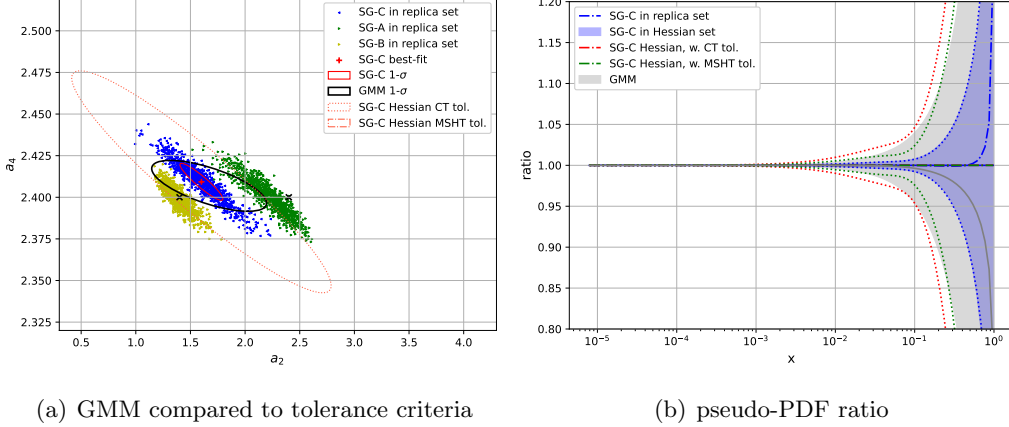 SG-C in replica set
SG-A in replica set
SG-B in replica set
SG-C best-fit
SG-C 1-σ
GMM 1-σ
SG-C Hessian CT tol.
SG-C Hessian MSHT tol.
2.500
2.475
2.450
2.425
2.400
2.375
2.350
2.325
a4
0.5 1.0 1.5 2.0 2.5 3.0 3.5 4.0
a2
SG-C in replica set
SG-C in Hessian set
SG-C Hessian, w. CT tol.
SG-C Hessian, w. MSHT tol.
GMM
1.20
1.15
1.10
1.05
1.00
0.95
0.90
0.85
0.80
ratio
10⁻⁵ 10⁻⁴ 10⁻³ 10⁻² 10⁻¹ 10⁰
x
(a) GMM compared to tolerance criteria
(b) pseudo-PDF ratio